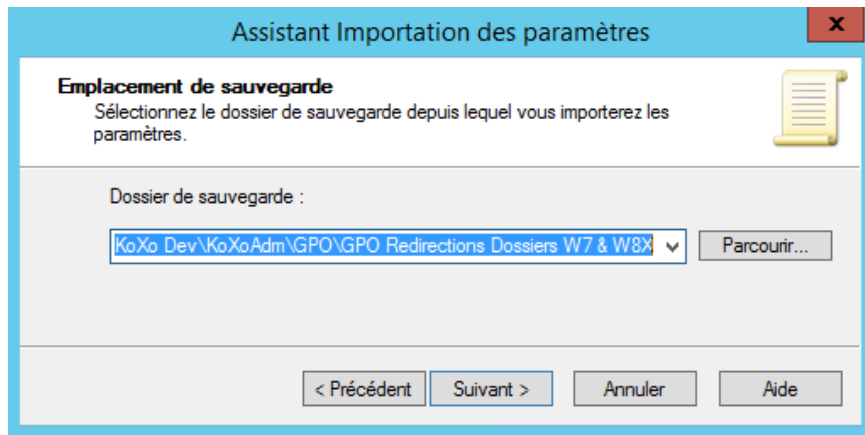 Assistant Importation des paramètres
x
Emplacement de sauvegarde
Sélectionnez le dossier de sauvegarde depuis lequel vous importerez les
paramètres.
Dossier de sauvegarde :
KoXo Dev\KoXoAdm\GPO\GPO Redirections Dossiers W7 & W8X
Parcourir...
< Précédent
Suivant >
Annuler
Aide